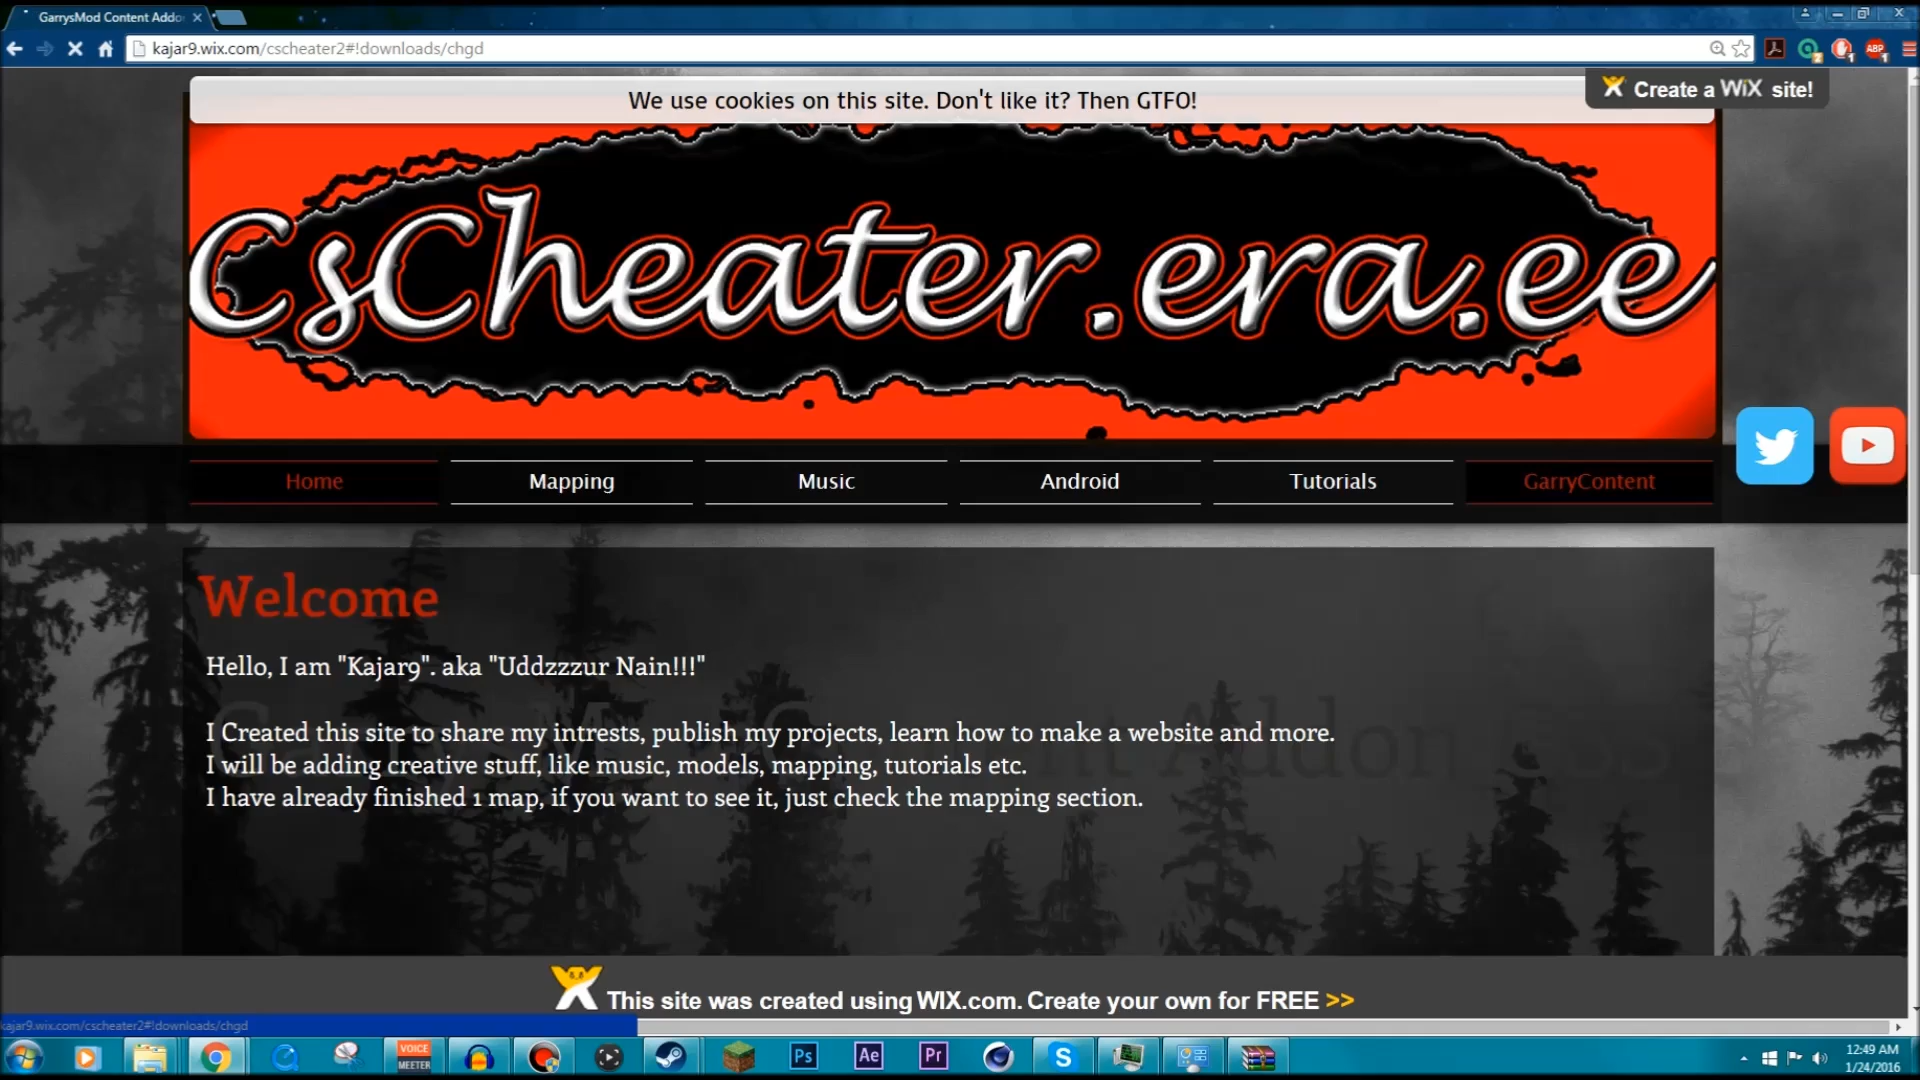 GarrysMod Content Addo
kajar9.wix.com/cscheater2#!downloads/chgd
We use cookies on this site. Don't like it? Then GTFO!
Create a WiX site!
CsCheater.era.ee
Home
Mapping
Music
Android
Tutorials
GarryContent
Welcome
Hello, I am "Kajar9". aka "Uddzzzur Nain!!!"
I Created this site to share my intrests, publish my projects, learn how to make a website and more.
I will be adding creative stuff, like music, models, mapping, tutorials etc.
I have already finished 1 map, if you want to see it, just check the mapping section.
This site was created using WIX.com. Create your own for FREE >>
kajar9.wix.com/cscheater2#!downloads/chgd
VOICE
MEETER
Ps
Ae
Pr
S
12:49 AM
1/24/2016
ABP